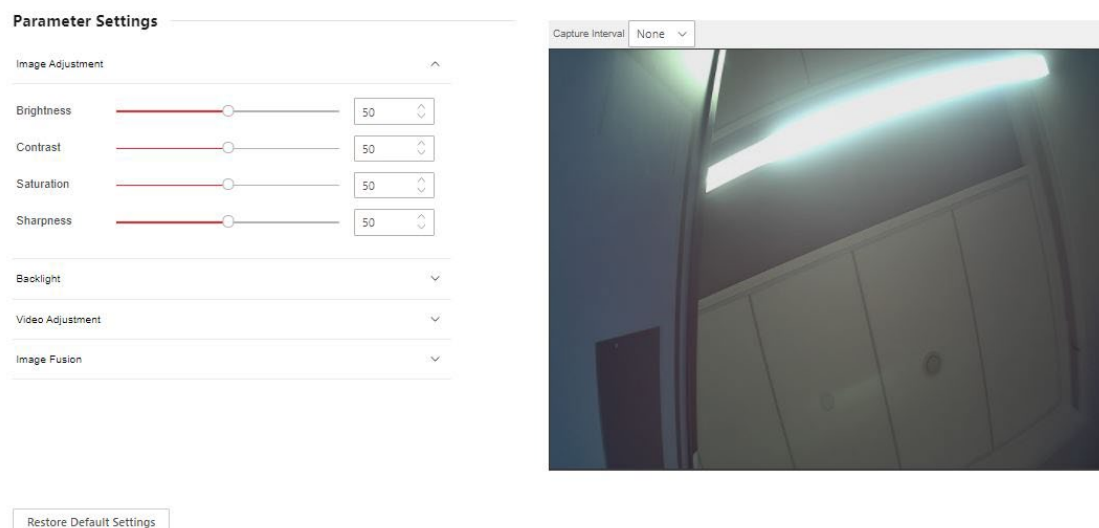 Parameter Settings
Capture Interval None
Image Adjustment
Brightness 50
Contrast 50
Saturation 50
Sharpness 50
Backlight
Video Adjustment
Image Fusion
Restore Default Settings